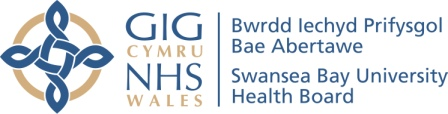 GIG
CYMRU
NHS
WALES
Bwrdd Iechyd Prifysgol
Bae Abertawe
Swansea Bay University
Health Board